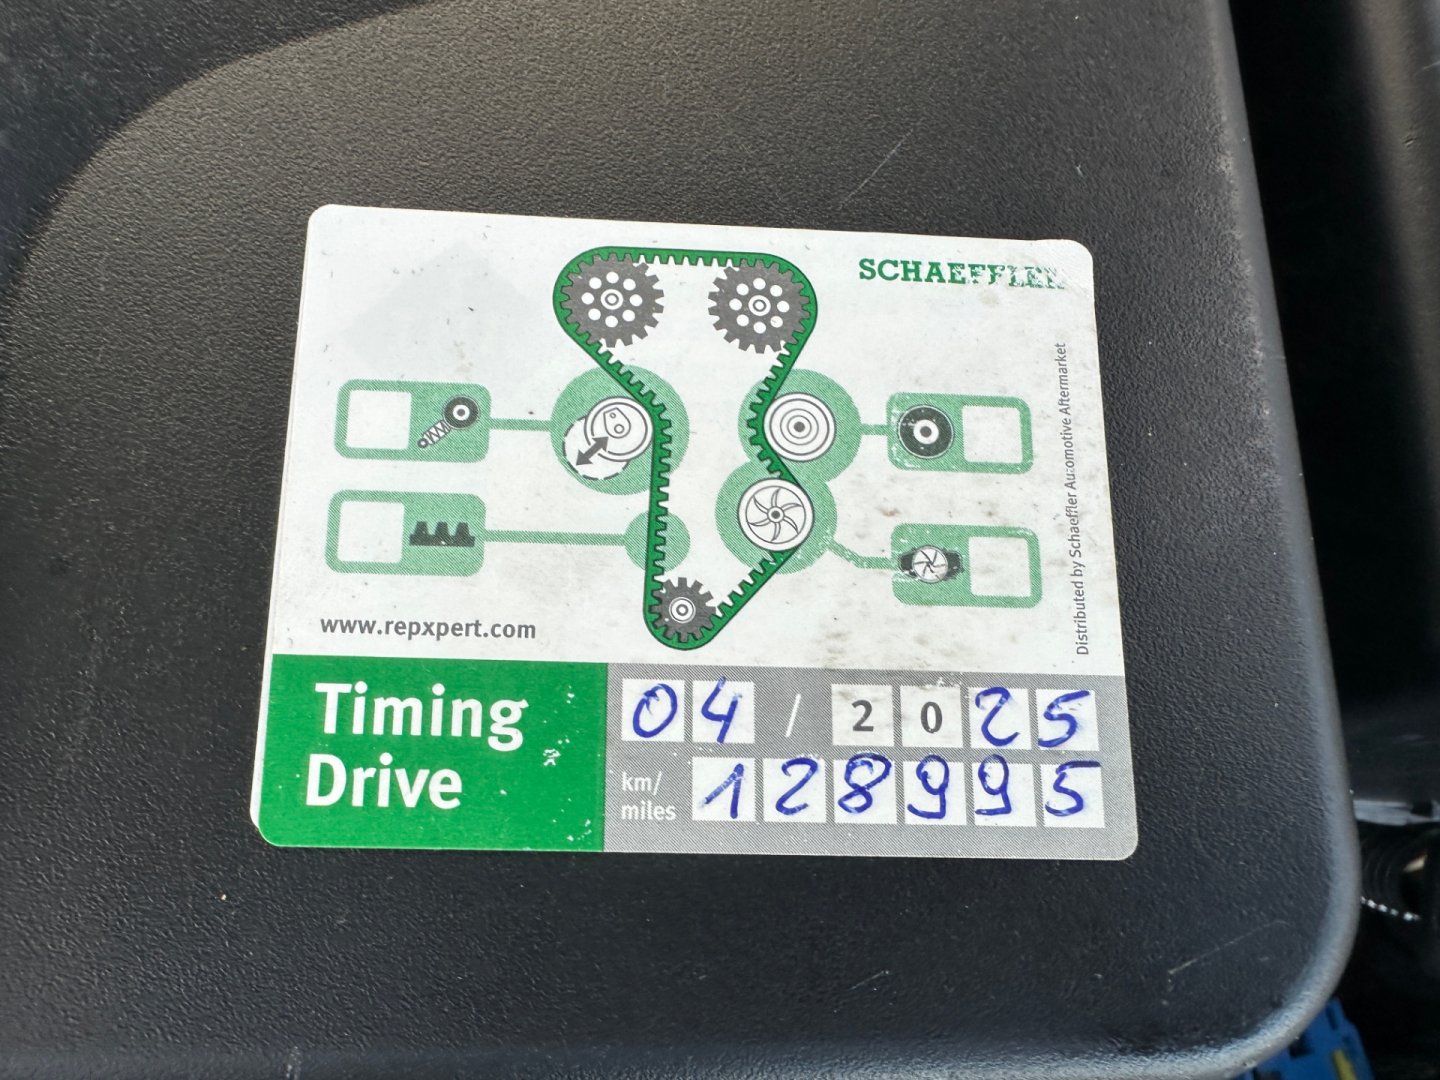 SCHAEFFLER
Distributed by Schaeffler Automotive Aftermarket
www.repxpert.com
Timing
Drive
04 / 2025
km/
miles
128995